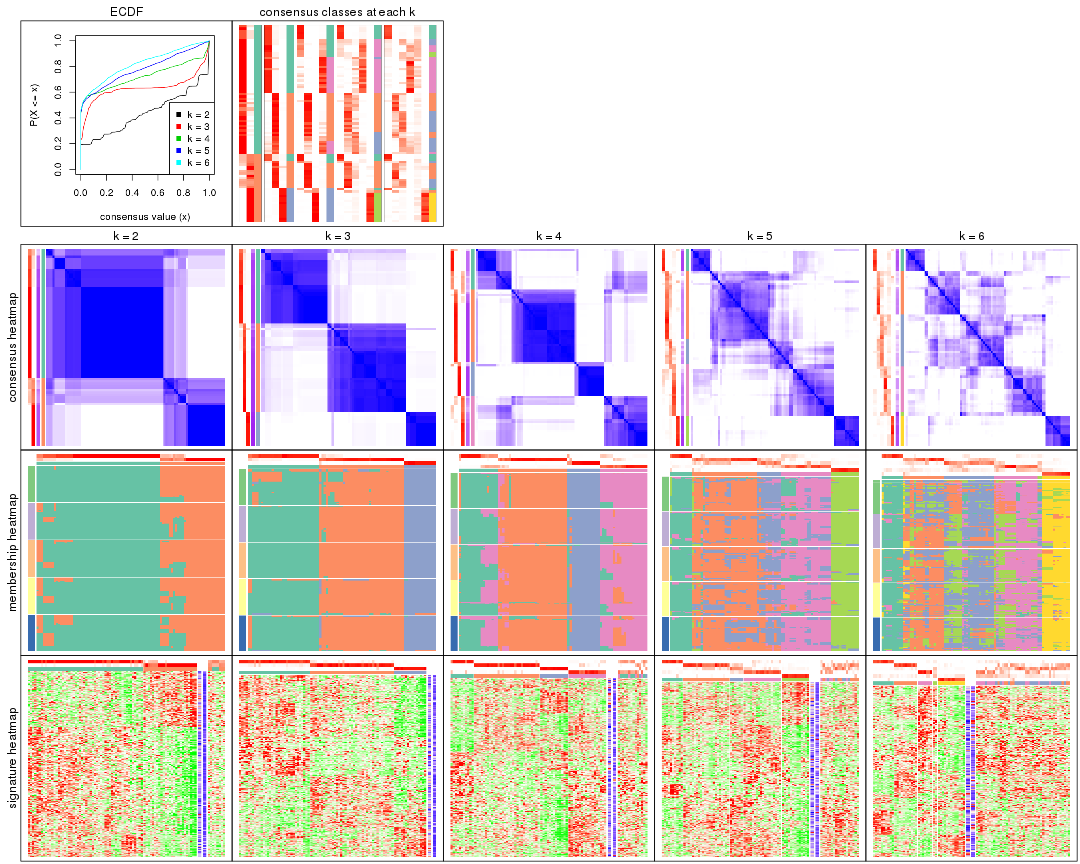 ECDF
consensus classes at each k
P(X <= x)
0.0
0.2
0.4
0.6
0.8
1.0
k = 2
k = 3
k = 4
k = 5
k = 6
0.0 0.2 0.4 0.6 0.8 1.0
consensus value (x)
k = 2
k = 3
k = 4
k = 5
k = 6
consensus heatmap
membership heatmap
signature heatmap